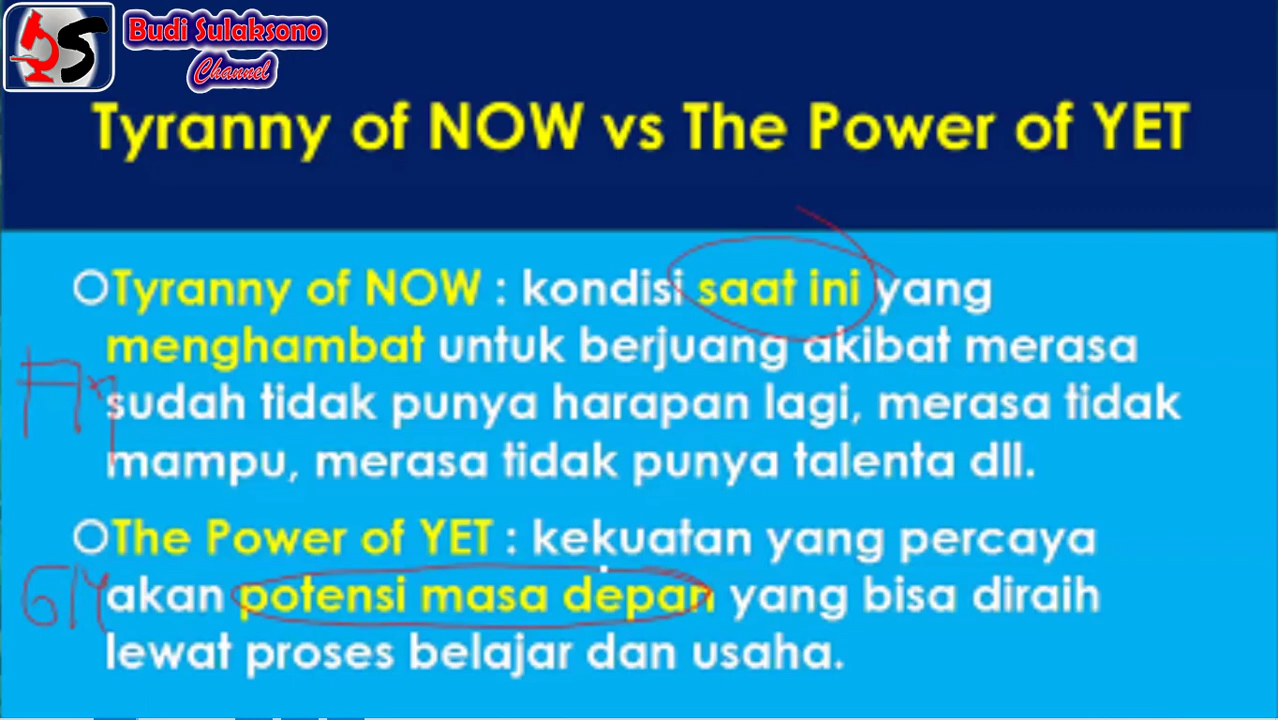 Budi Sulaksono
Channel
Tyranny of NOW vs The Power of YET
Tyranny of NOW : kondisi saat ini yang
menghambat untuk berjuang akibat merasa
sudah tidak punya harapan lagi, merasa tidak
mampu, merasa tidak punya talenta dll.
The Power of YET : kekuatan yang percaya
akan potensi masa depan yang bisa diraih
lewat proses belajar dan usaha.